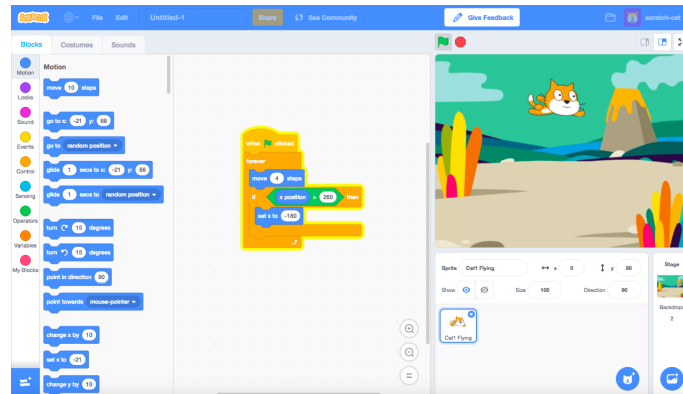 SCRATCH File Edit Untitled-1 Share See Community Give Feedback scratch-cat
Blocks Costumes Sounds
Motion
Looks
Sound
Events
Control
Sensing
Operators
Variables
My Blocks
Motion
move 10 steps
go to x: -21 y: 88
go to random position
glide 1 secs to x: -21 y: 88
glide 1 secs to random position
turn 15 degrees
turn 15 degrees
point in direction 90
point towards mouse-pointer
change x by 10
set x to -21
change y by 10
when clicked
forever
move 4 steps
if x position > 260 then
set x to -180
Sprite Cat1 Flying x 0 y 88
Show Size 100 Direction 90
Cat1 Flying
Stage
Backdrops
2